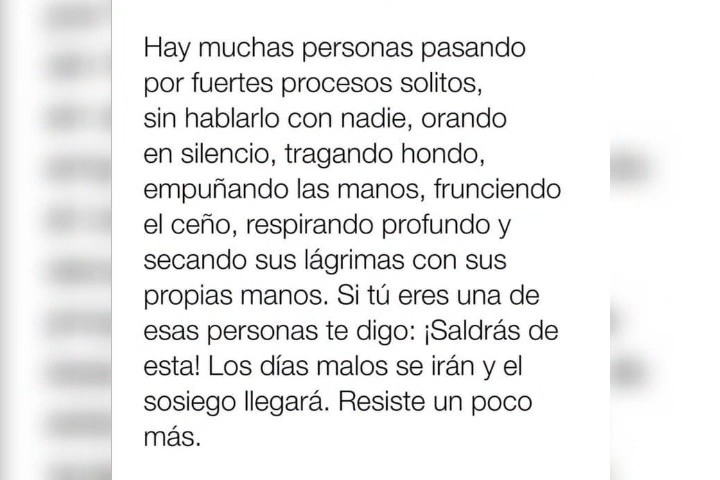 Hay muchas personas pasando
por fuertes procesos solitos,
sin hablarlo con nadie, orando
en silencio, tragando hondo,
empuñando las manos, frunciendo
el ceño, respirando profundo y
secando sus lágrimas con sus
propias manos. Si tú eres una de
esas personas te digo: ¡Saldrás de
esta! Los días malos se irán y el
sosiego llegará. Resiste un poco
más.